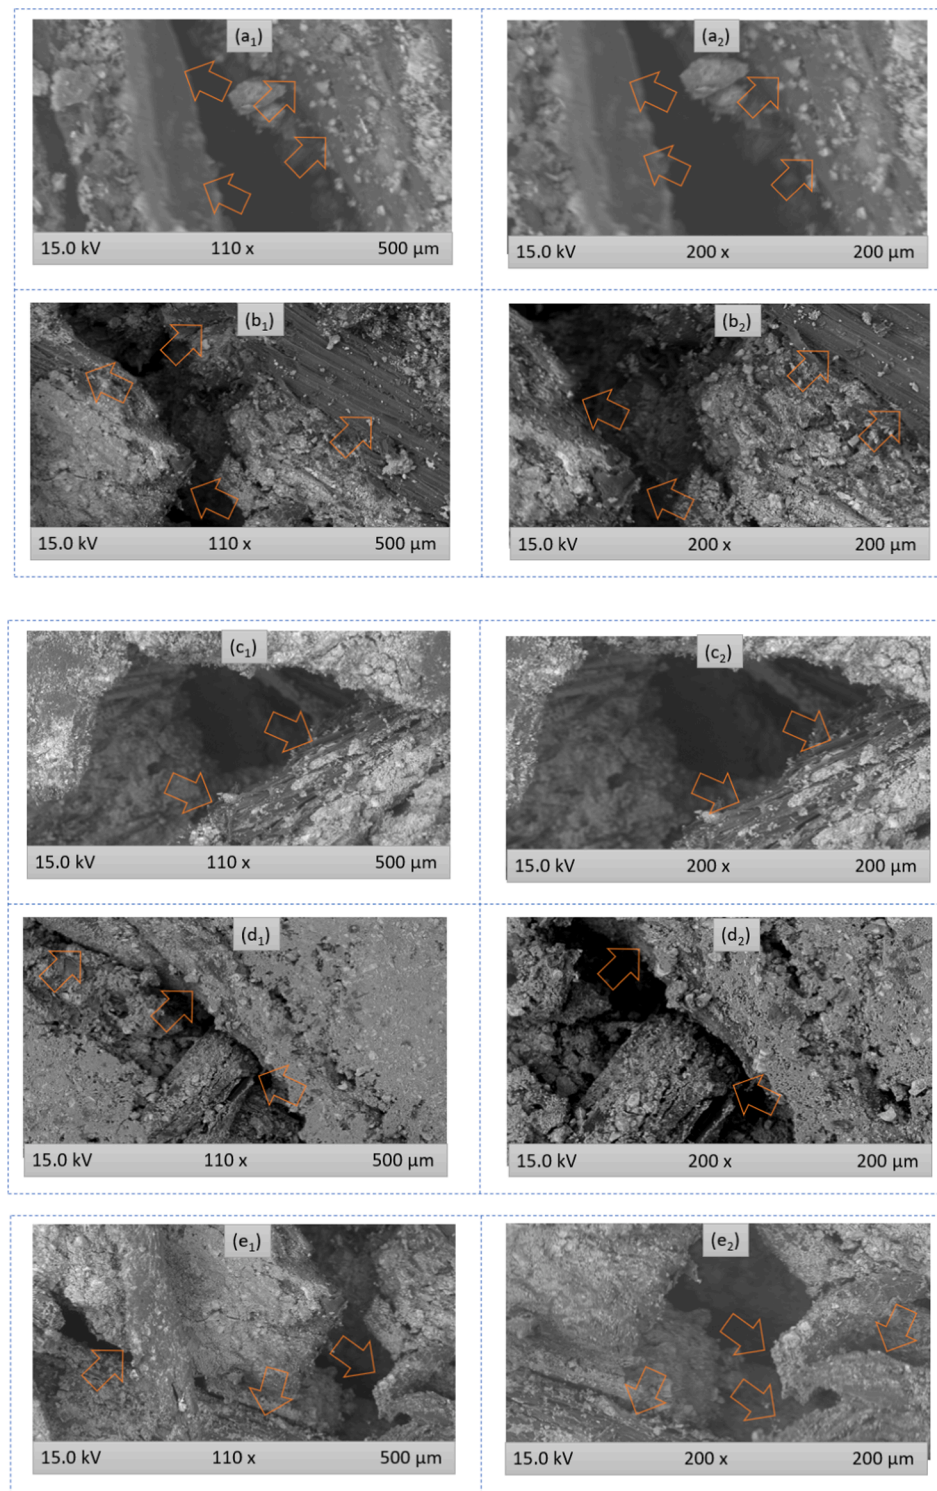 (a₁)
15.0 kV 110 x 500 µm
(a₂)
15.0 kV 200 x 200 µm
(b₁)
15.0 kV 110 x 500 µm
(b₂)
15.0 kV 200 x 200 µm
(c₁)
15.0 kV 110 x 500 µm
(c₂)
15.0 kV 200 x 200 µm
(d₁)
15.0 kV 110 x 500 µm
(d₂)
15.0 kV 200 x 200 µm
(e₁)
15.0 kV 110 x 500 µm
(e₂)
15.0 kV 200 x 200 µm